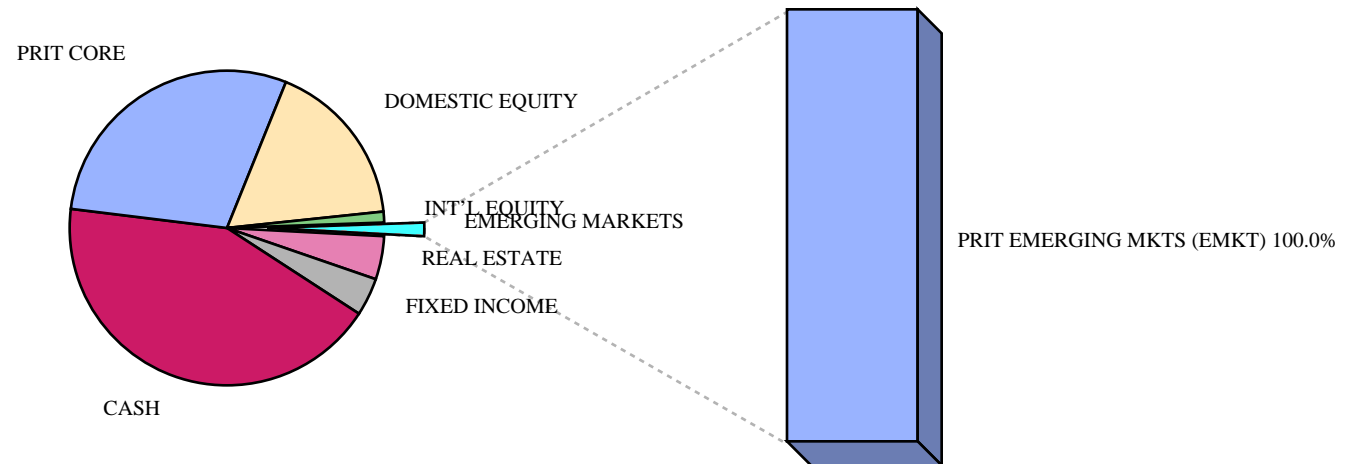 PRIT CORE
DOMESTIC EQUITY
INT'L EQUITY
EMERGING MARKETS
PRIT EMERGING MKTS (EMKT) 100.0%
REAL ESTATE
FIXED INCOME
CASH